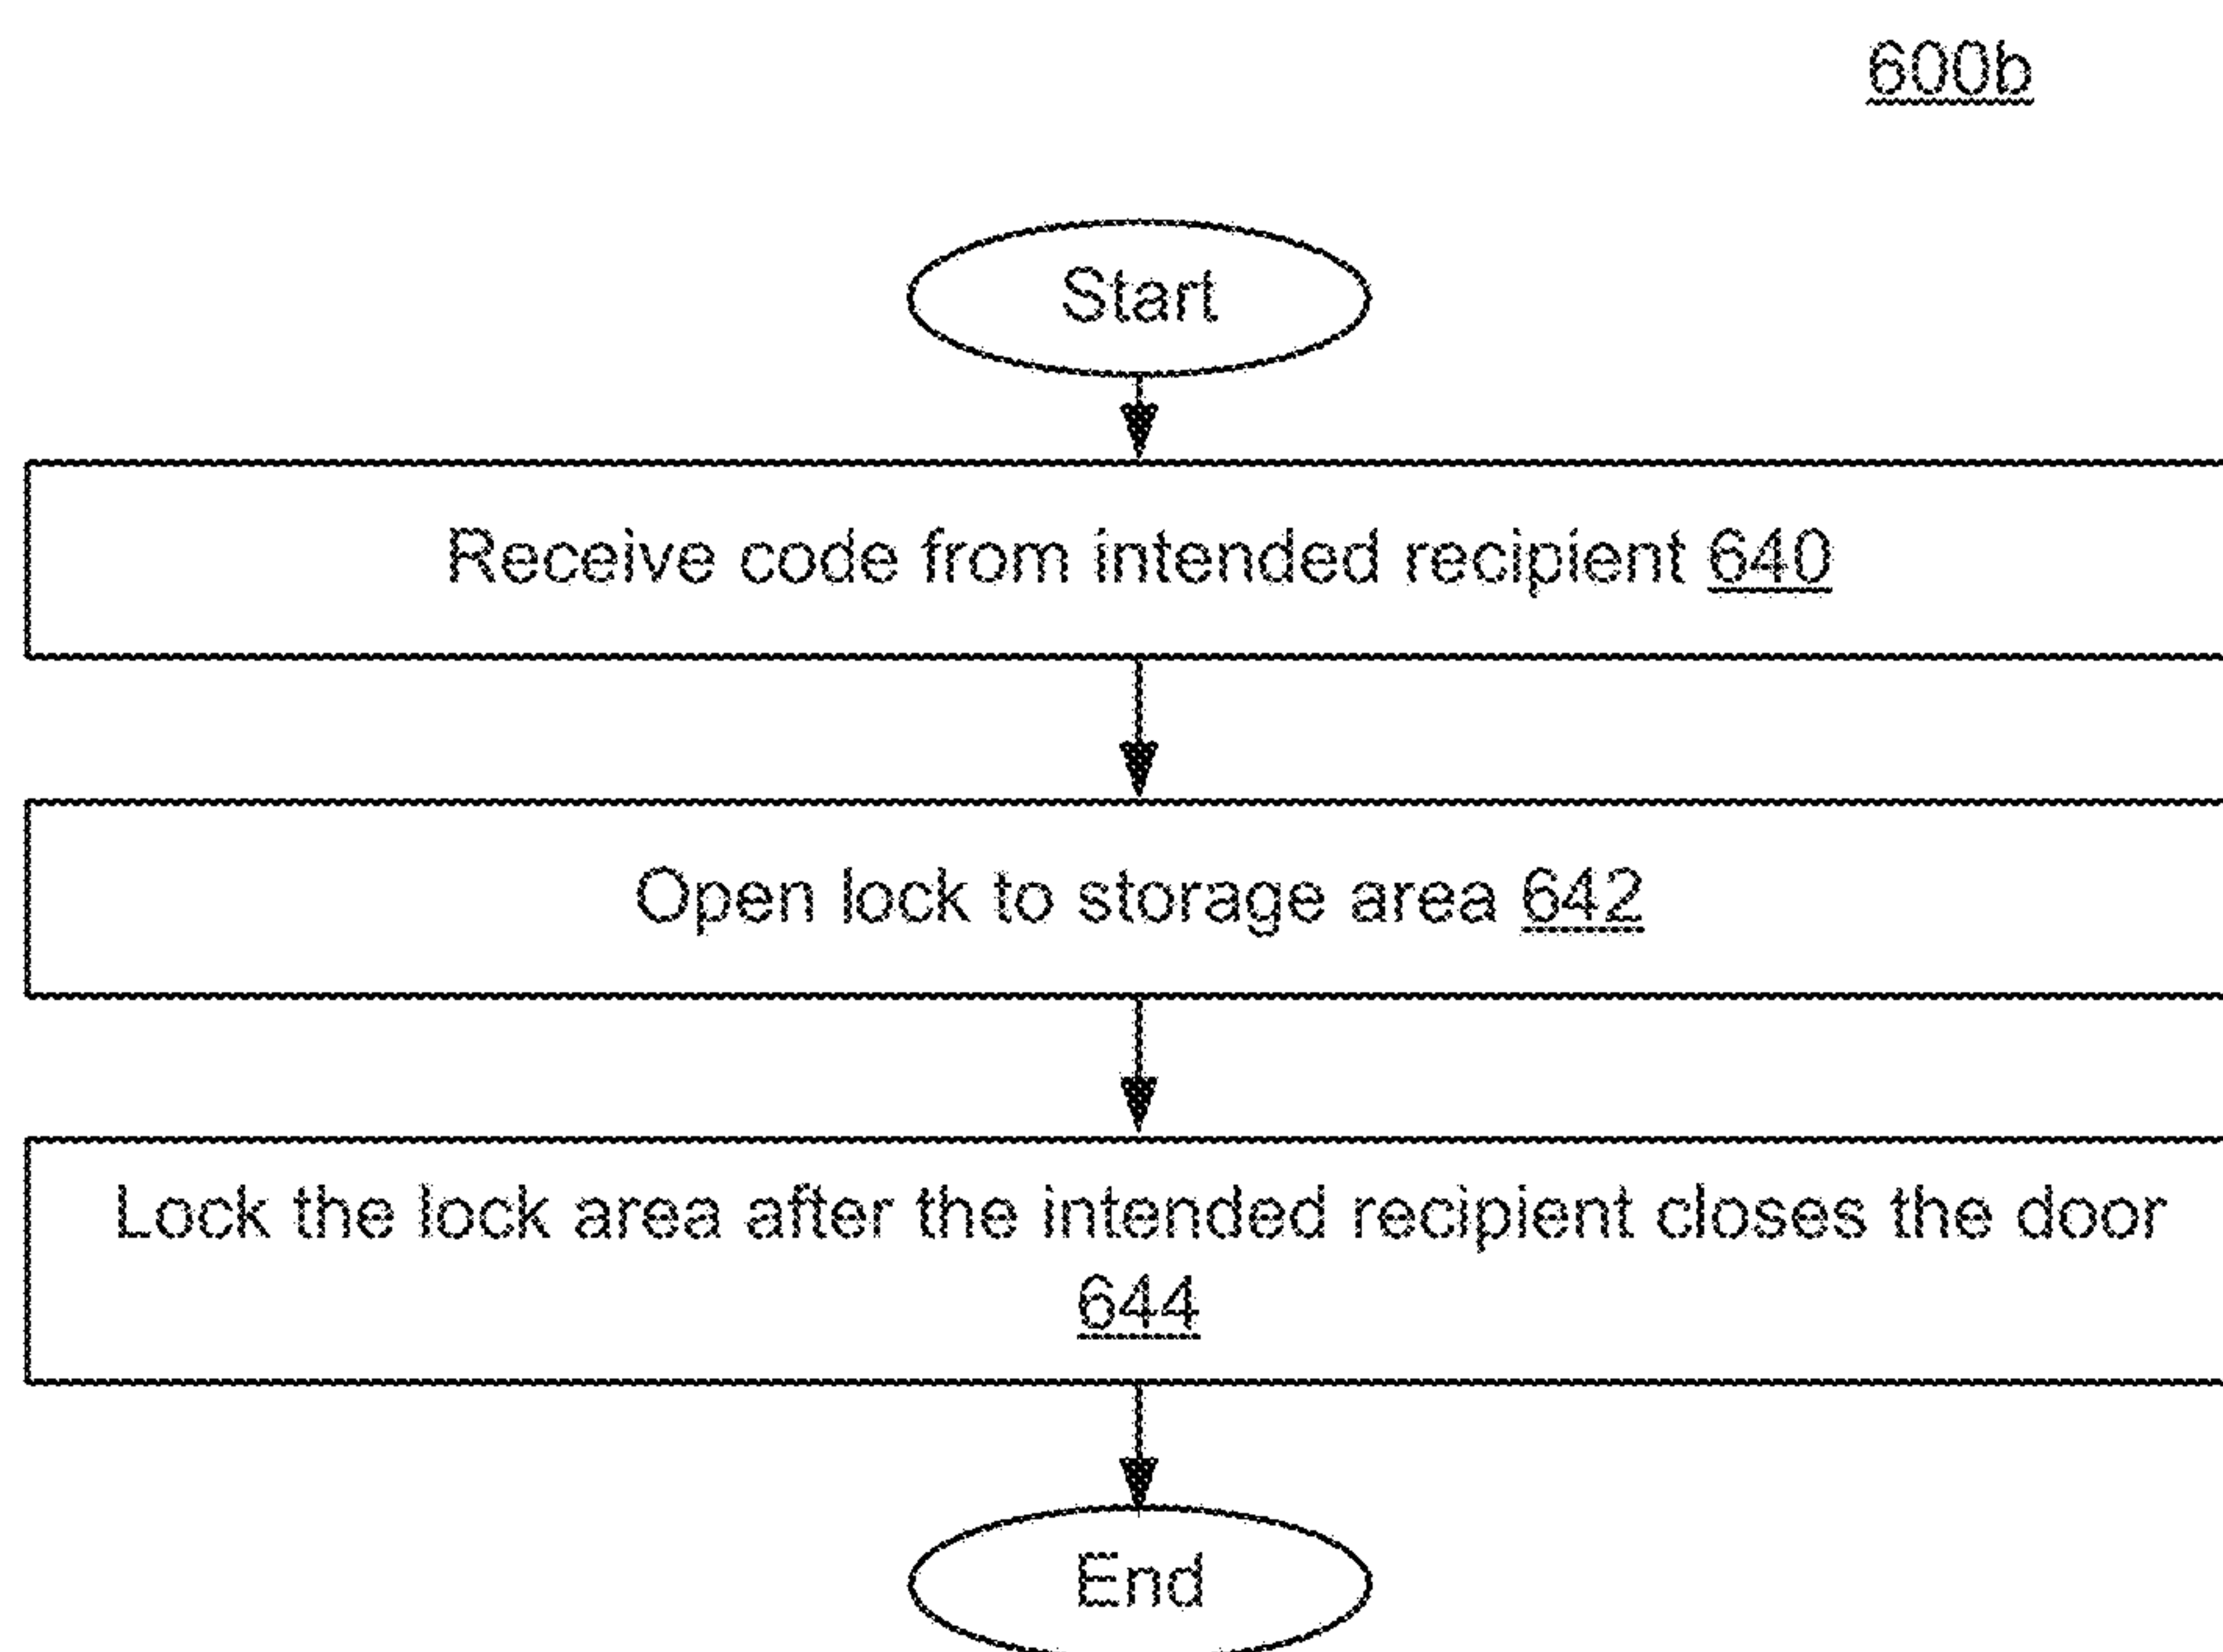 600b
Start
Receive code from intended recipient 640
Open lock to storage area 642
Lock the lock area after the intended recipient closes the door
644
End